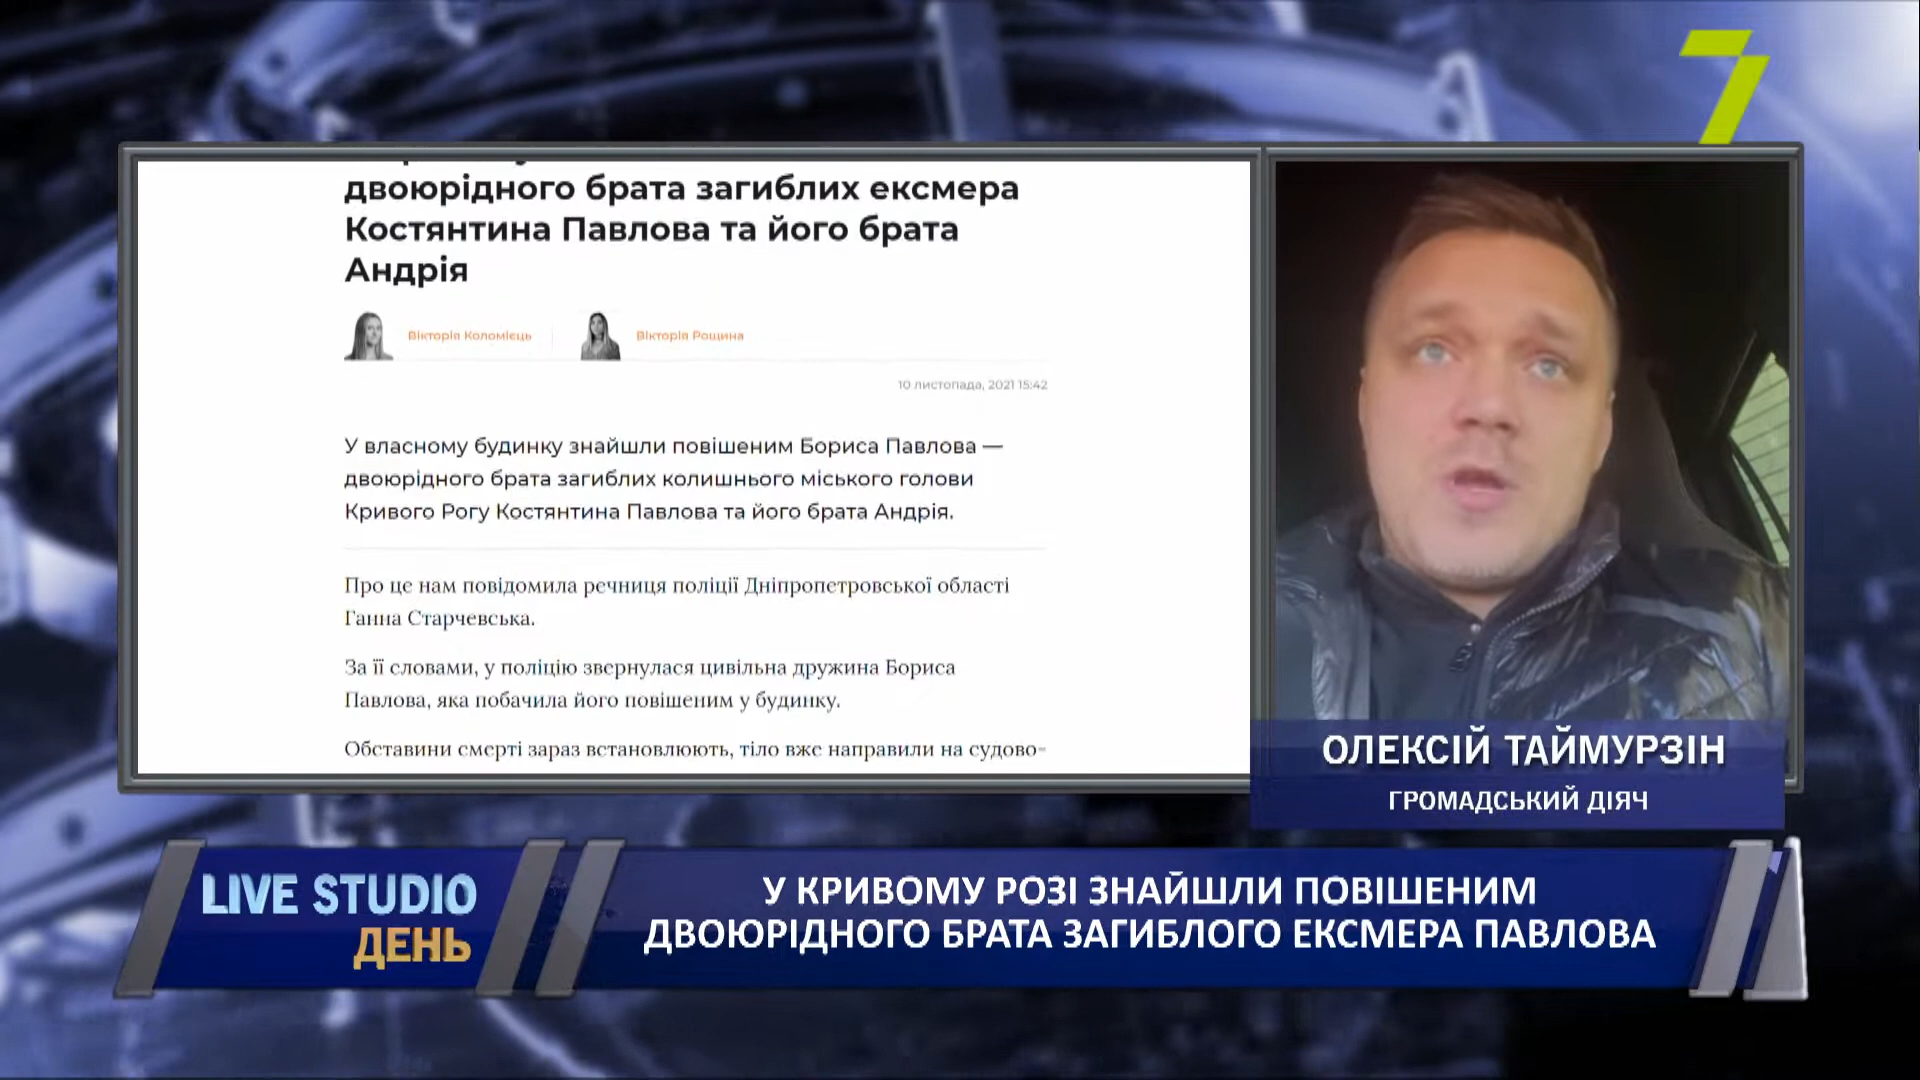 7
двоюрідного брата загиблих ексмера
Костянтина Павлова та його брата
Андрія
Вікторія Коломієць
Вікторія Рощина
10 листопада, 2021 15:42
У власному будинку знайшли повішеним Бориса Павлова —
двоюрідного брата загиблих колишнього міського голови
Кривого Рогу Костянтина Павлова та його брата Андрія.
Про це нам повідомила речниця поліції Дніпропетровської області
Ганна Старчевська.
За її словами, у поліцію звернулася цивільна дружина Бориса
Павлова, яка побачила його повішеним у будинку.
Обставини смерті зараз встановлюють, тіло вже направили на судово-
ОЛЕКСІЙ ТАЙМУРЗІН
ГРОМАДСЬКИЙ ДІЯЧ
LIVE STUDIO
ДЕНЬ
У КРИВОМУ РОЗІ ЗНАЙШЛИ ПОВІШЕНИМ
ДВОЮРІДНОГО БРАТА ЗАГИБЛОГО ЕКСМЕРА ПАВЛОВА